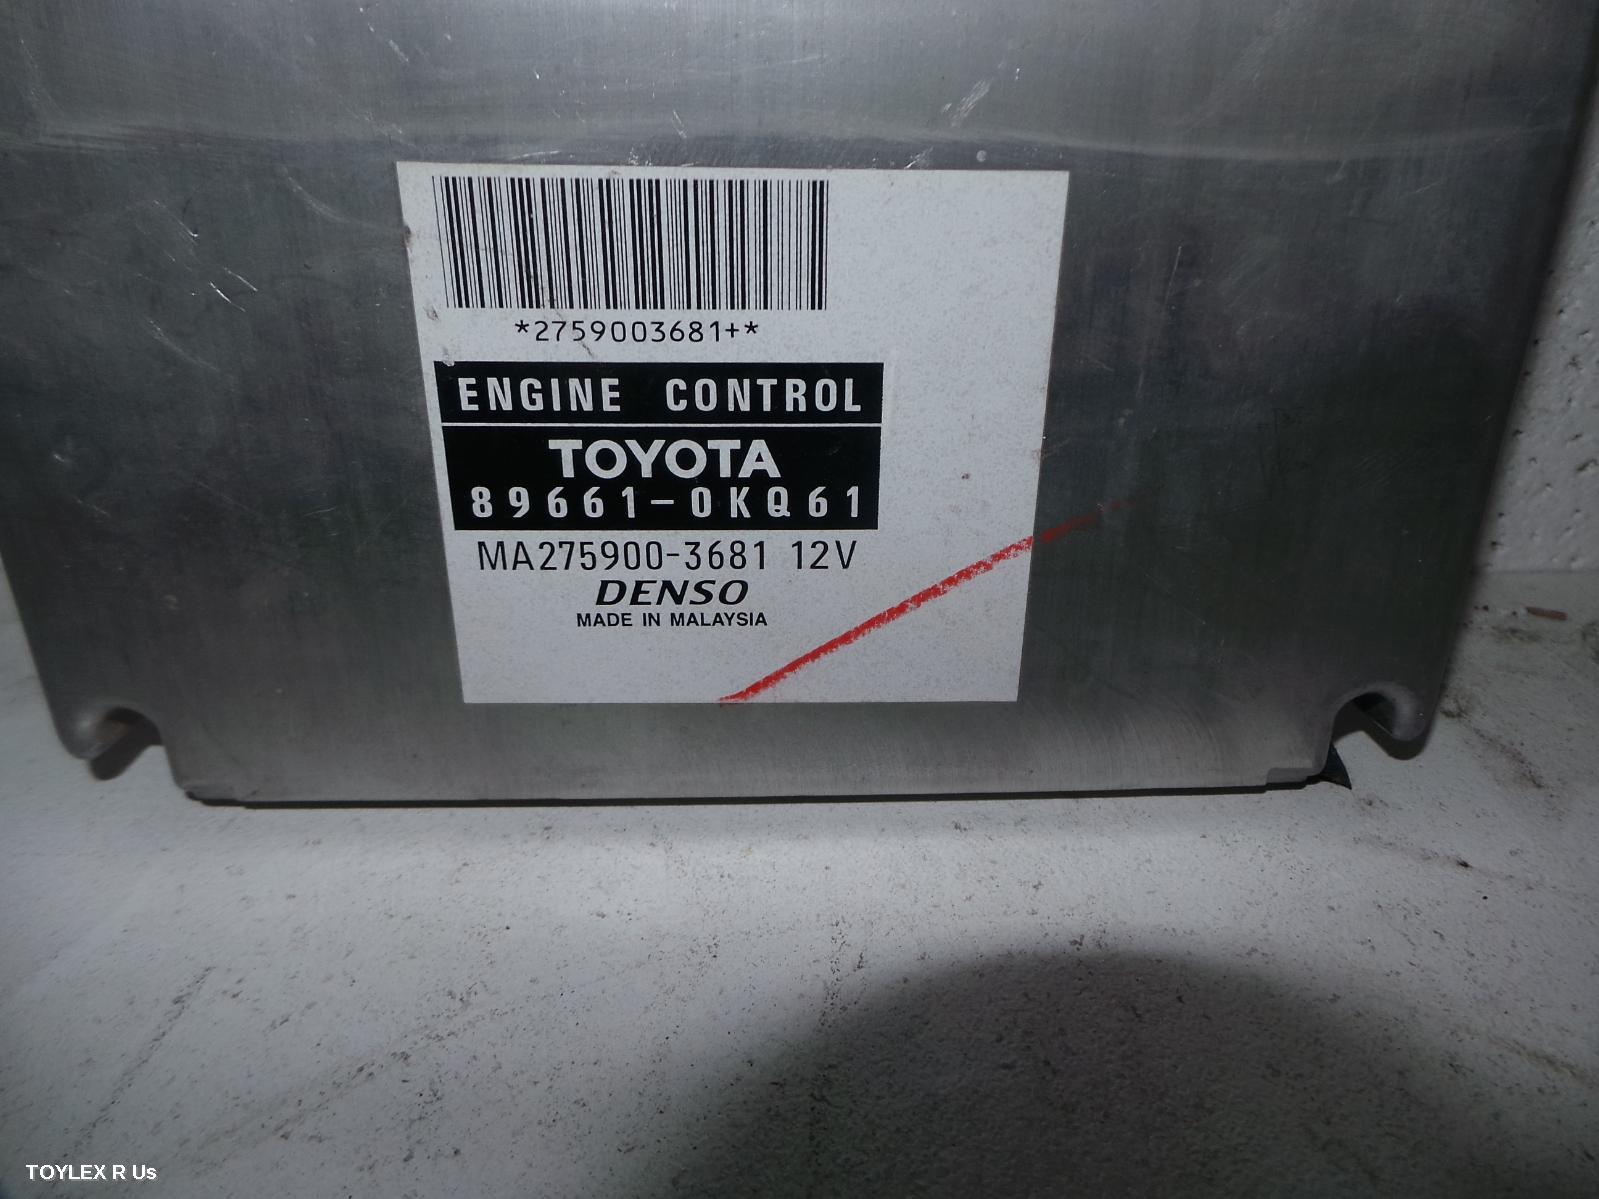 *2759003681+*
ENGINE CONTROL
TOYOTA
89661-0KQ61
MA275900-3681 12V
DENSO
MADE IN MALAYSIA
TOYLEX R Us